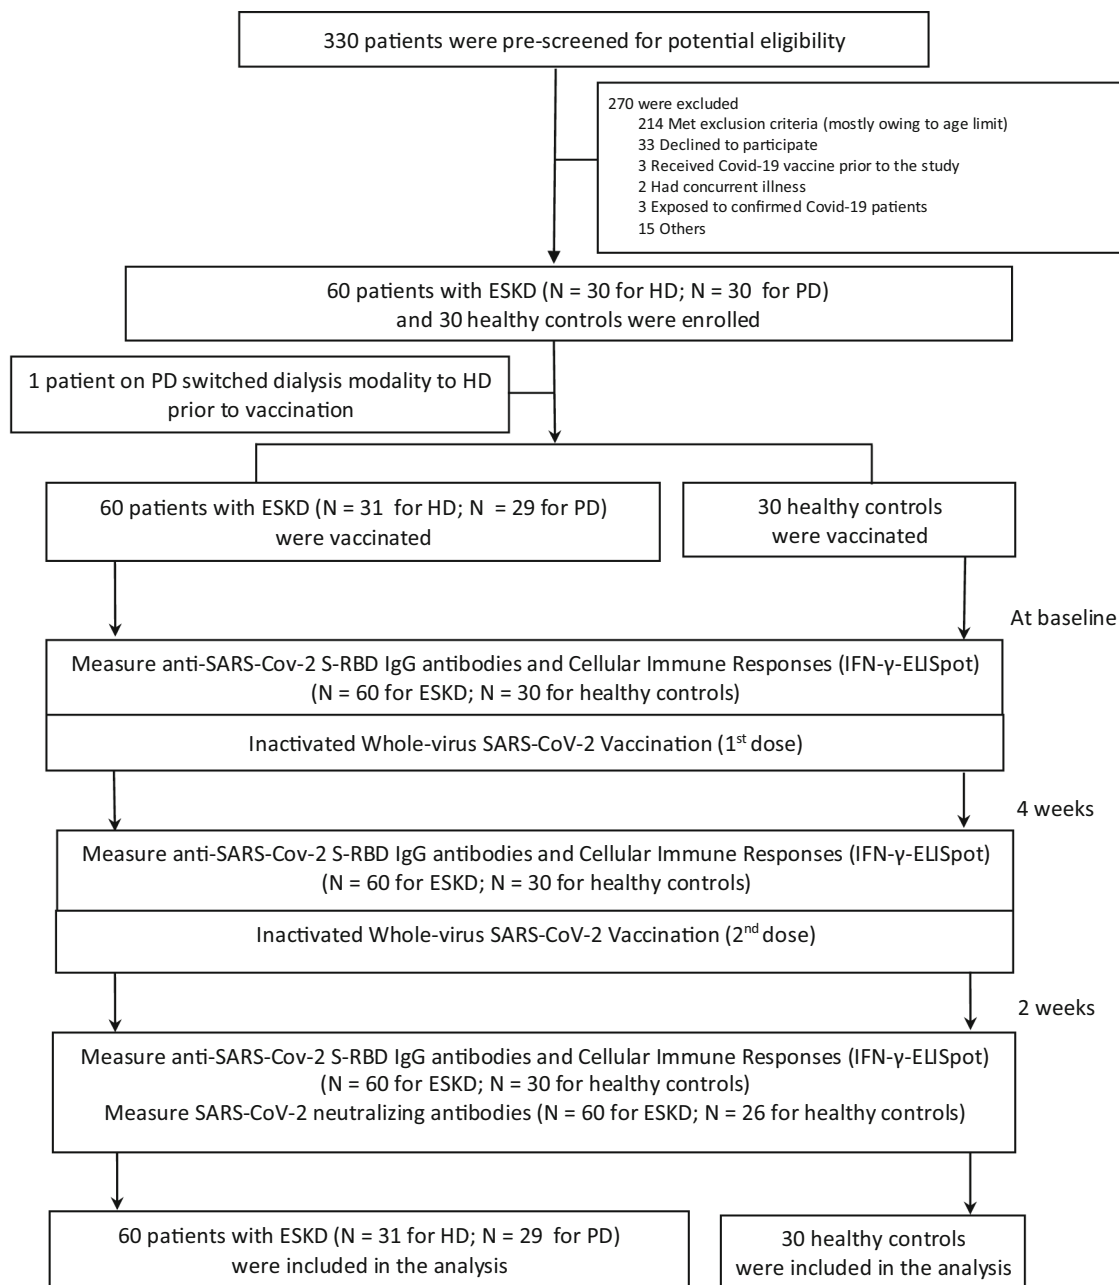 330 patients were pre-screened for potential eligibility
270 were excluded
214 Met exclusion criteria (mostly owing to age limit)
33 Declined to participate
3 Received Covid-19 vaccine prior to the study
2 Had concurrent illness
3 Exposed to confirmed Covid-19 patients
15 Others
60 patients with ESKD (N = 30 for HD; N = 30 for PD)
and 30 healthy controls were enrolled
1 patient on PD switched dialysis modality to HD
prior to vaccination
60 patients with ESKD (N = 31 for HD; N = 29 for PD)
were vaccinated
30 healthy controls
were vaccinated
At baseline
Measure anti-SARS-Cov-2 S-RBD IgG antibodies and Cellular Immune Responses (IFN-γ-ELISpot)
(N = 60 for ESKD; N = 30 for healthy controls)
Inactivated Whole-virus SARS-CoV-2 Vaccination (1st dose)
4 weeks
Measure anti-SARS-Cov-2 S-RBD IgG antibodies and Cellular Immune Responses (IFN-γ-ELISpot)
(N = 60 for ESKD; N = 30 for healthy controls)
Inactivated Whole-virus SARS-CoV-2 Vaccination (2nd dose)
2 weeks
Measure anti-SARS-Cov-2 S-RBD IgG antibodies and Cellular Immune Responses (IFN-γ-ELISpot)
(N = 60 for ESKD; N = 30 for healthy controls)
Measure SARS-CoV-2 neutralizing antibodies (N = 60 for ESKD; N = 26 for healthy controls)
60 patients with ESKD (N = 31 for HD; N = 29 for PD)
were included in the analysis
30 healthy controls
were included in the analysis